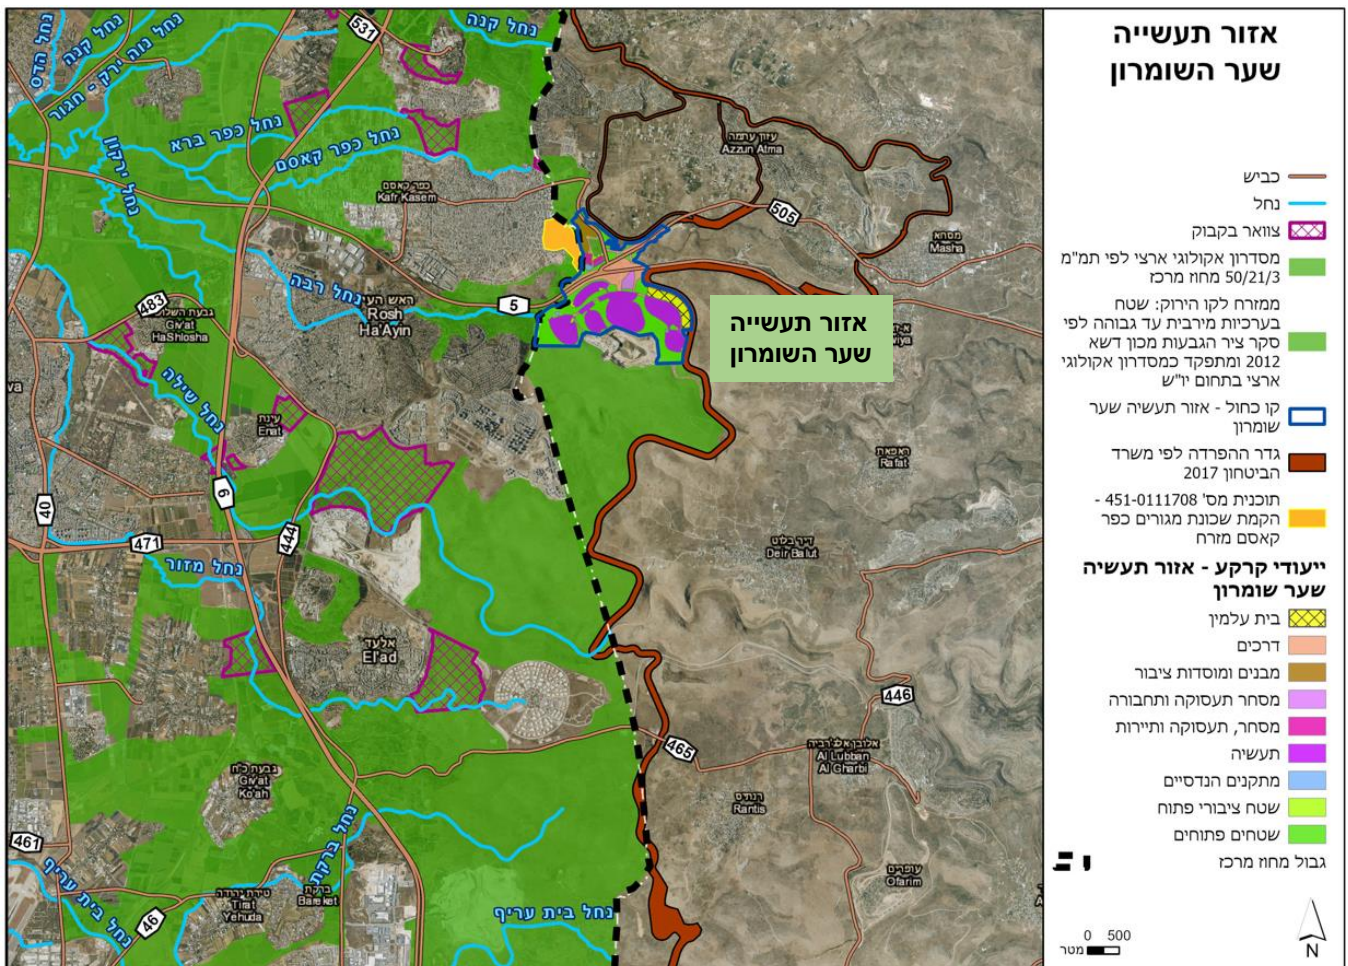 אזור תעשייה
שער השומרון
כביש
נחל
צוואר בקבוק
מסדרון אקולוגי ארצי לפי תמ"מ
50/21/3 מחוז מרכז
ממזרח לקו הירוק: שטח
בערכיות מירבית עד גבוהה לפי
סקר ציר הגבעות מכון דשא
2012 ומתפקד כמסדרון אקולוגי
ארצי בתחום יו"ש
קו כחול - אזור תעשיה שער
שומרון
גדר ההפרדה לפי משרד
הביטחון 2017
תוכנית מס' 451-0111708 -
הקמת שכונת מגורים כפר
קאסם מזרח
ייעודי קרקע - אזור תעשיה
שער שומרון
בית עלמין
דרכים
מבנים ומוסדות ציבור
מסחר תעסוקה ותחבורה
מסחר, תעסוקה ותיירות
תעשיה
מתקנים הנדסיים
שטח ציבורי פתוח
שטחים פתוחים
גבול מחוז מרכז
0 500
מטר
N
נחל הדס
נחל קנה
נחל נוה ירק - חגור
531
נחל קנה
נחל כפר ברא
נחל כפר קאסם
נחל ירקון
עזון עתמה
Azzun Atma
כפר קאסם
Kafr Kasem
505
מסחא
Masha
נחל רבה
ראש העי
Rosh
Ha'Ayin
5
483
גבעת השלו
Giv'at
HaShlosha
אזור תעשייה
שער השומרון
נחל שילה
עינת
Enat
ראפאת
Rafat
40
6
444
471
נחל מזור
דיר בלוט
Deir Balut
אלעד
El'ad
446
465
אלובן אלע'רביה
Al Lubban
Al Gharbi
רנתיס
Rantis
גבעת כ"ח
Giv'at
Ko'ah
461
נחל ברקת
נחל בית עריף
46
טירת יהודה
Tirat
Yehuda
ברקת
Bareket
נחל בית עריף
עופרים
Ofarim